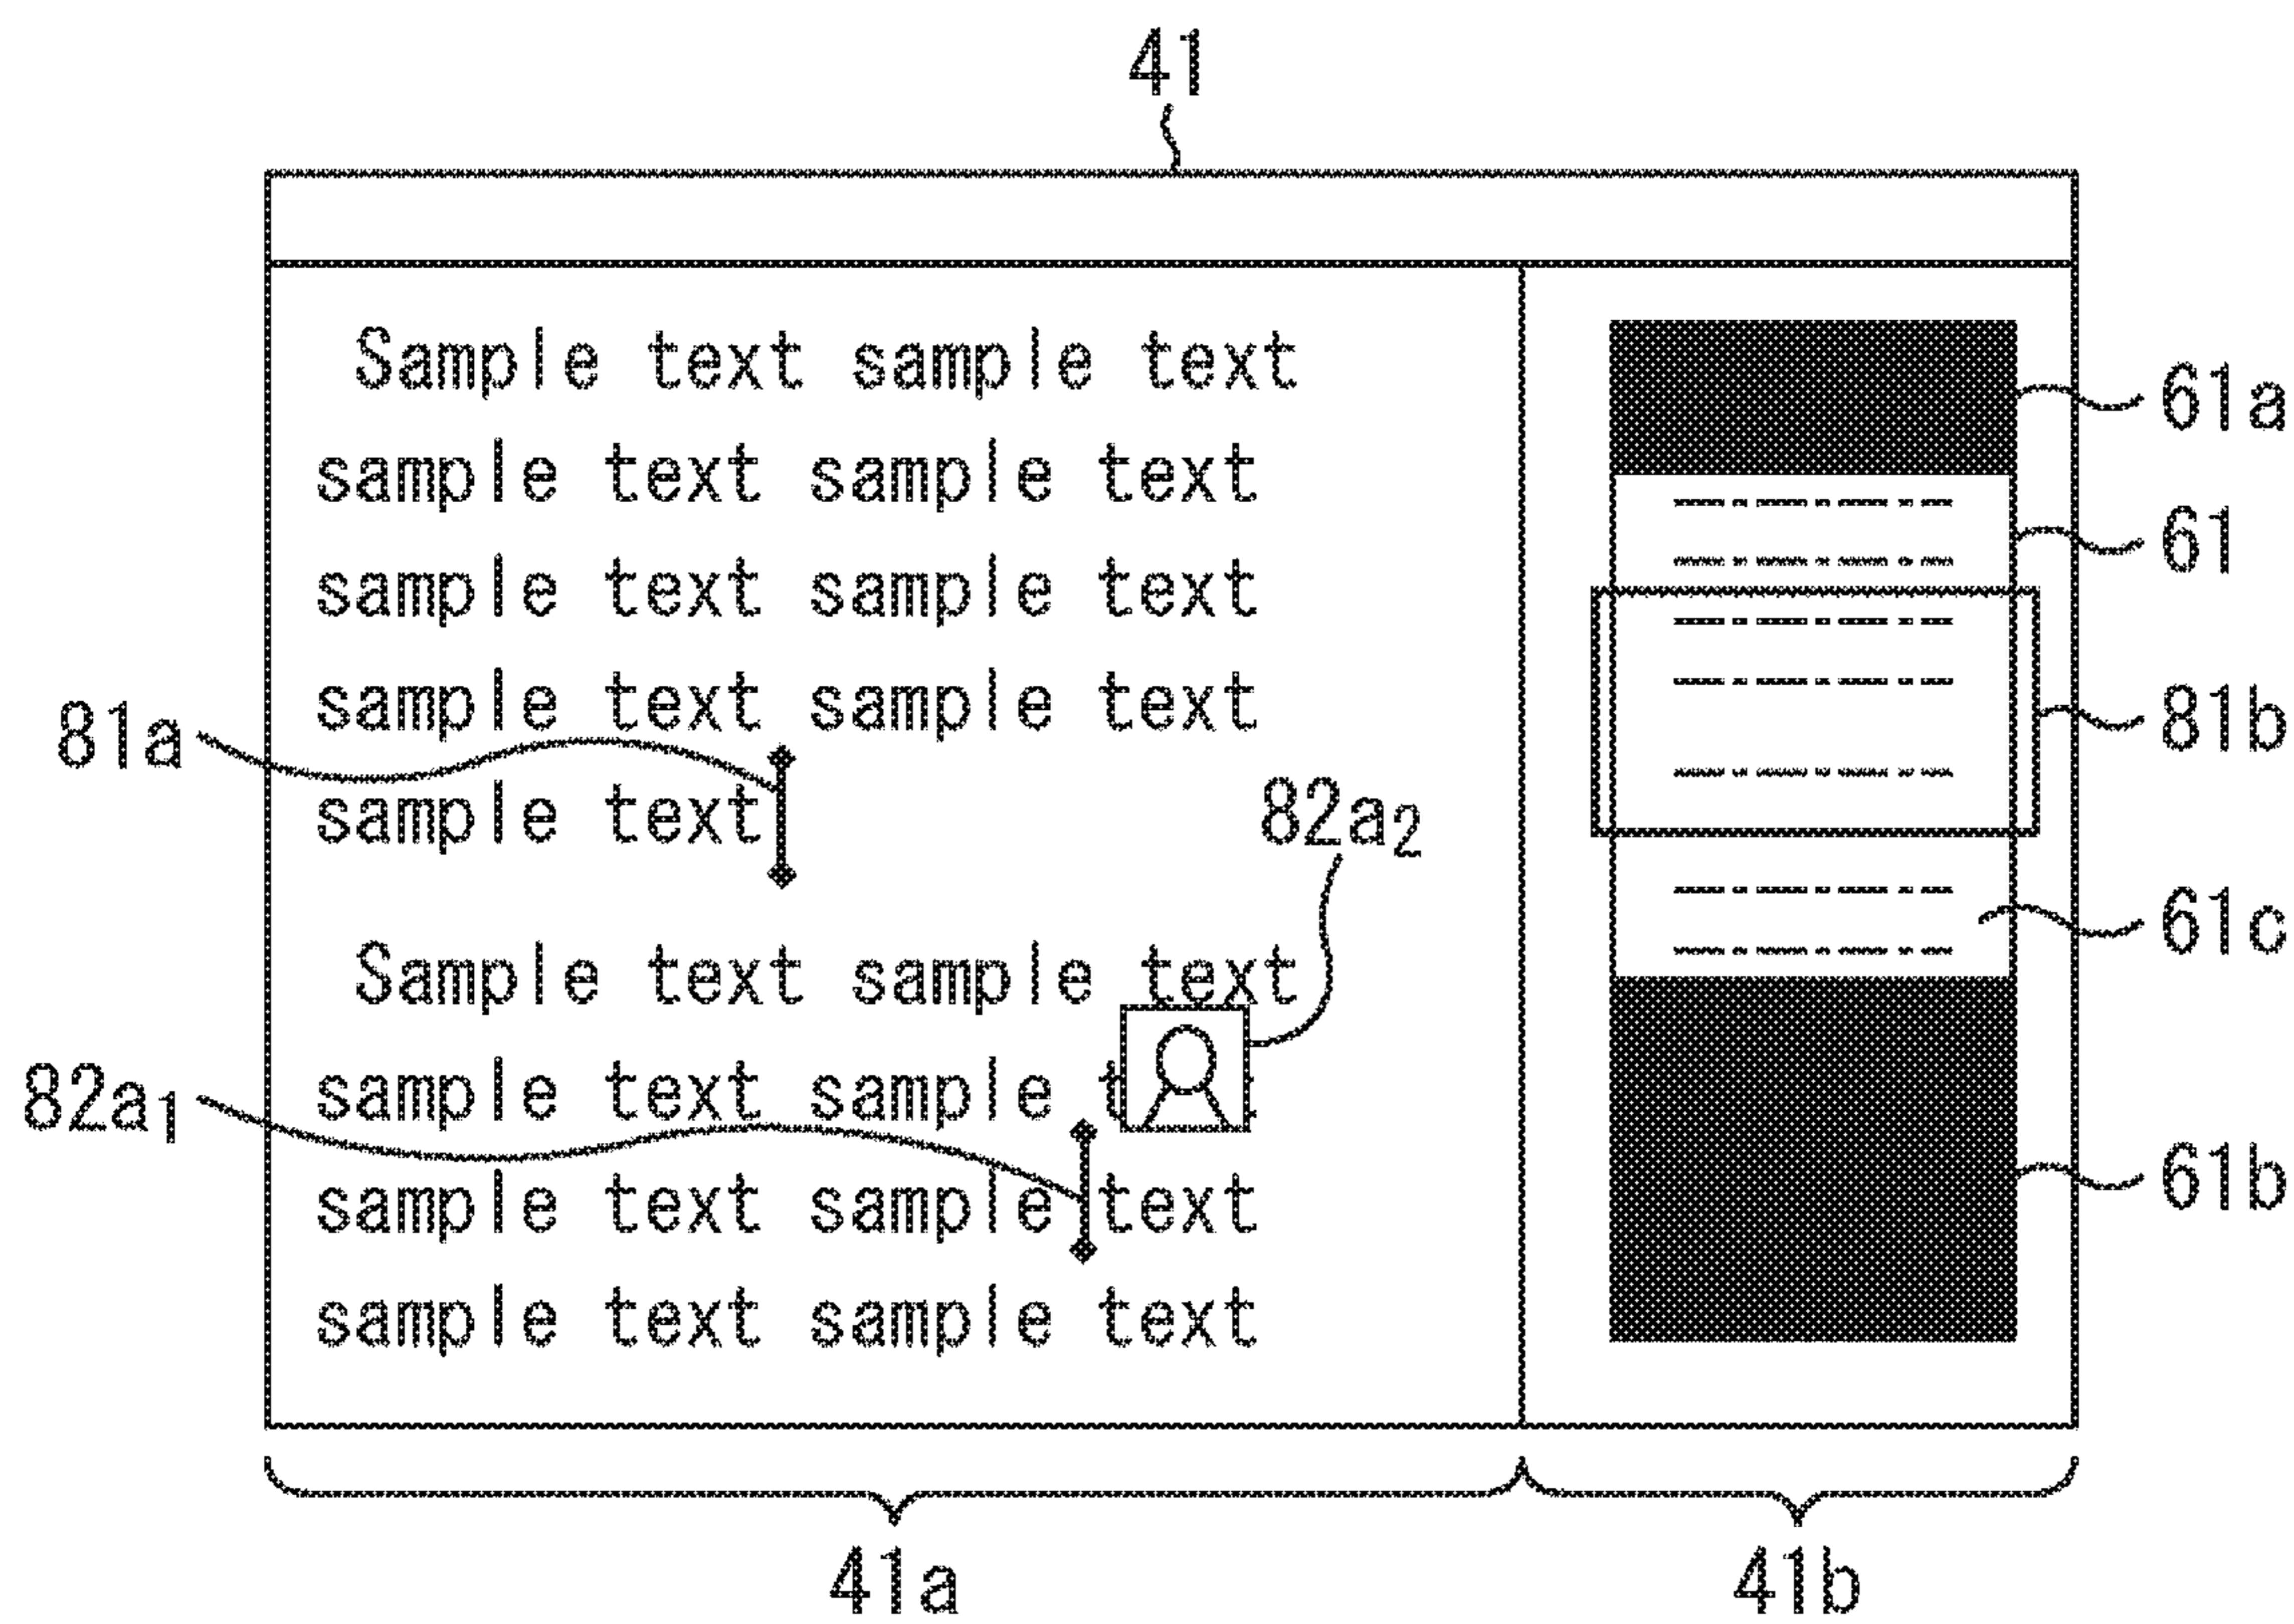 41
Sample text sample text
sample text sample text
sample text sample text
sample text sample text
sample text
Sample text sample text
sample text sample t
sample text sample text
sample text sample text
61a
61
81b
61c
61b
81a
82a2
82a1
41a
41b